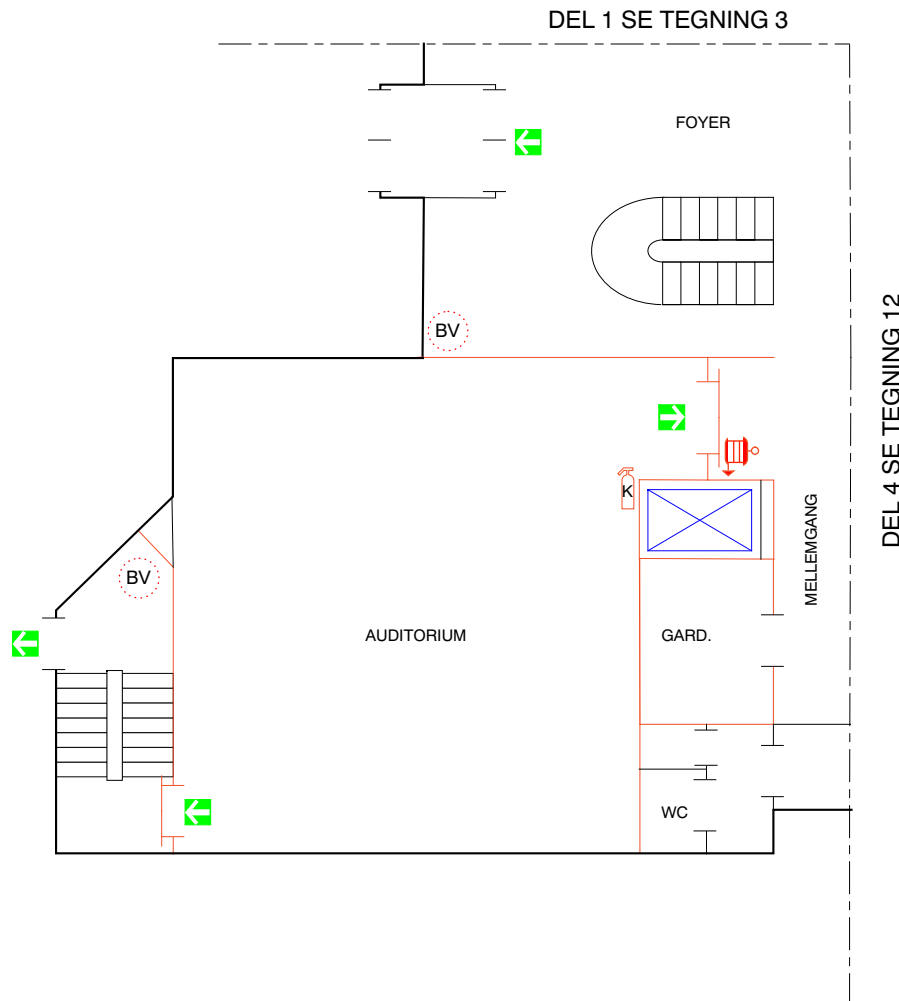 DEL 1 SE TEGNING 3
FOYER
BV
DEL 4 SE TEGNING 12
K
MELLEMGANG
BV
AUDITORIUM
GARD.
WC